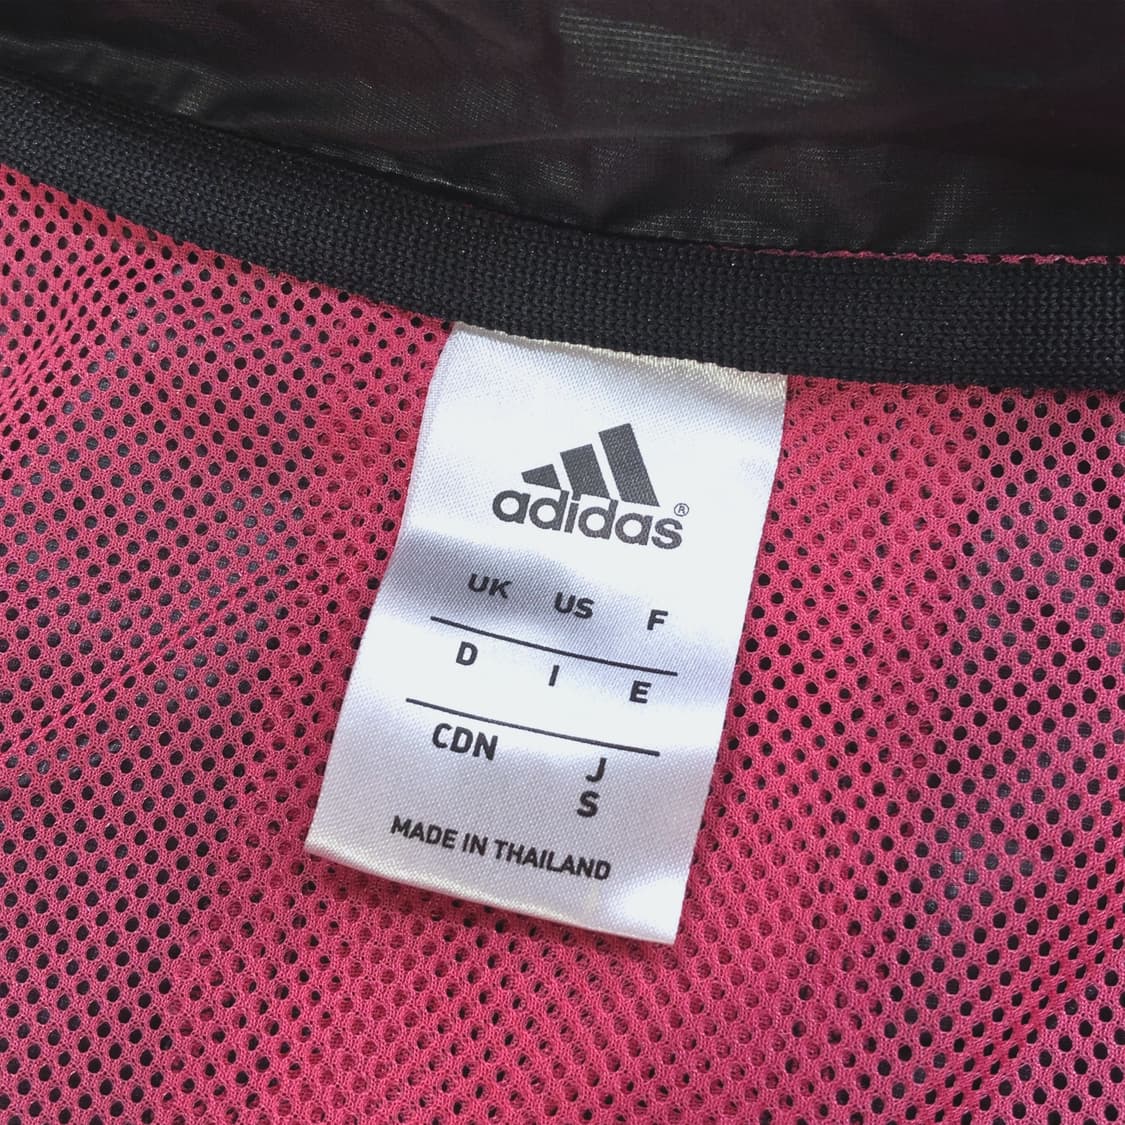 adidas®
UK US F
D I E
CDN J
S
MADE IN THAILAND